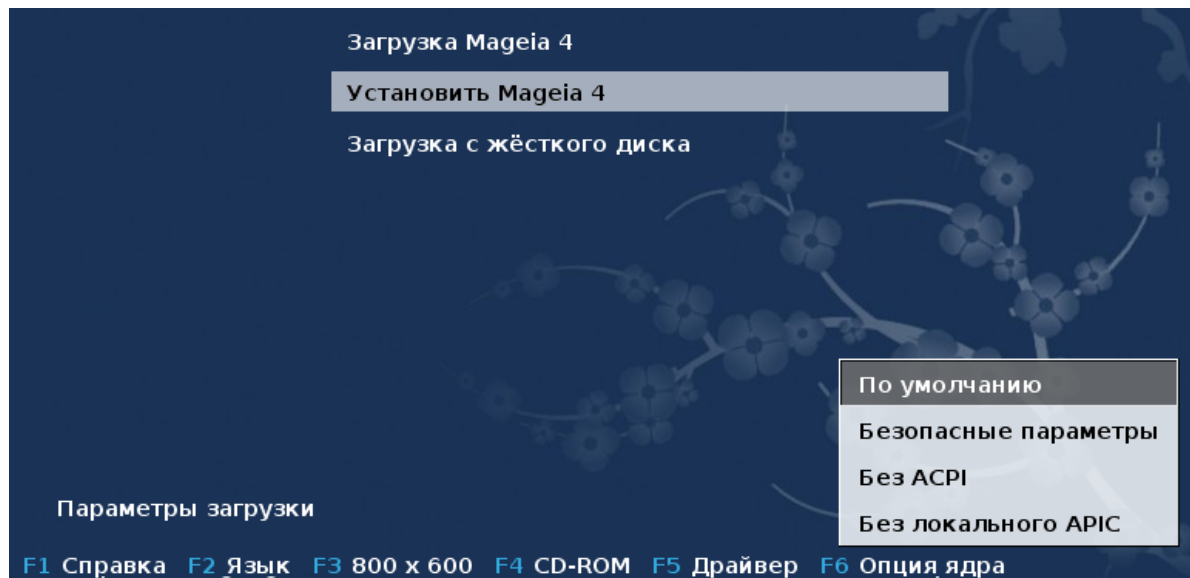 Загрузка Mageia 4
Установить Mageia 4
Загрузка с жёсткого диска
По умолчанию
Безопасные параметры
Без ACPI
Без локального APIC
Параметры загрузки
F1 Справка F2 Язык F3 800 x 600 F4 CD-ROM F5 Драйвер F6 Опция ядра